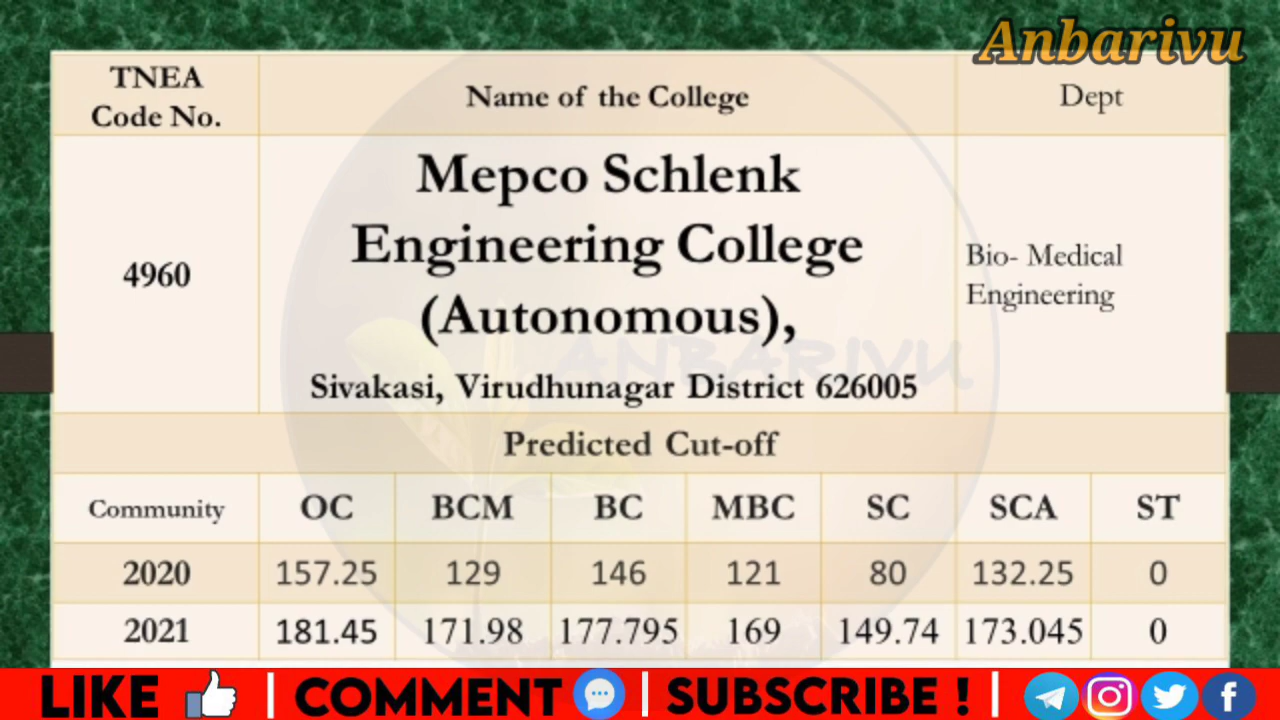 Anbarivu
TNEA
Code No.
Name of the College
Dept
4960
Mepco Schlenk
Engineering College
(Autonomous),
Sivakasi, Virudhunagar District 626005
Bio- Medical
Engineering
ANBARIVU
Predicted Cut-off
Community OC BCM BC MBC SC SCA ST
2020 157.25 129 146 121 80 132.25 0
2021 181.45 171.98 177.795 169 149.74 173.045 0
LIKE | COMMENT | SUBSCRIBE ! |